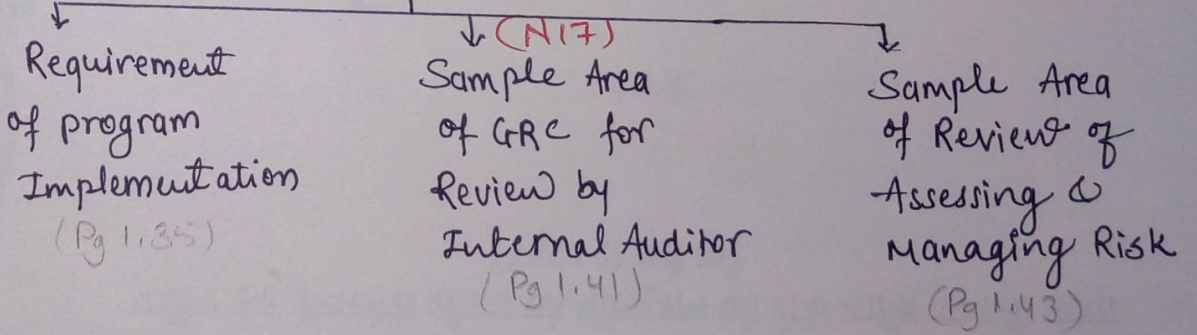 Requirement
of program
Implementation
(Pg 1.35)
(N17)
Sample Area
of GRC for
Review by
Internal Auditor
(Pg 1.41)
Sample Area
of Review of
Assessing &
Managing Risk
(Pg 1.43)